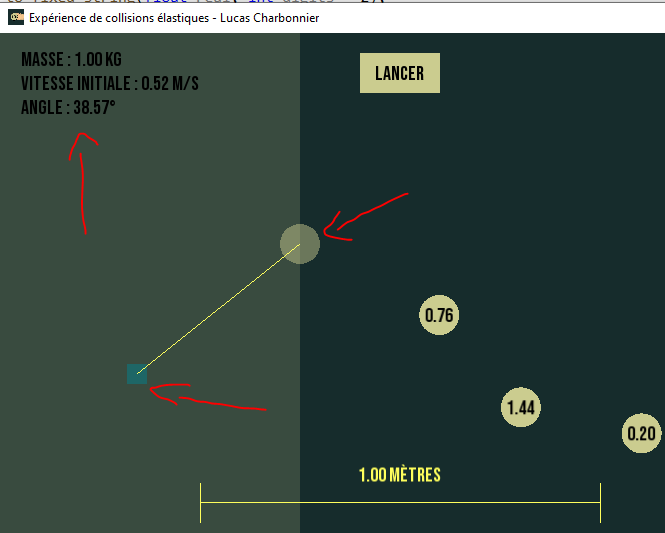 Expérience de collisions élastiques - Lucas Charbonnier
MASSE : 1.00 KG
VITESSE INITIALE : 0.52 M/S
ANGLE : 38.57°
LANCER
0.76
1.44
0.20
1.00 MÈTRES